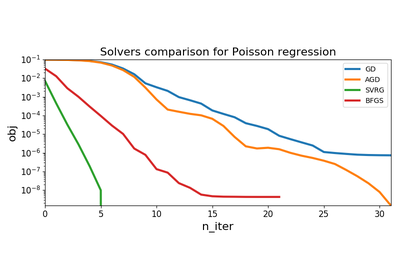 Solvers comparison for Poisson regression
10⁻¹
10⁻²
10⁻³
10⁻⁴
10⁻⁵
10⁻⁶
10⁻⁷
10⁻⁸
obj
GD
AGD
SVRG
BFGS
0 5 10 15 20 25 30
n_iter